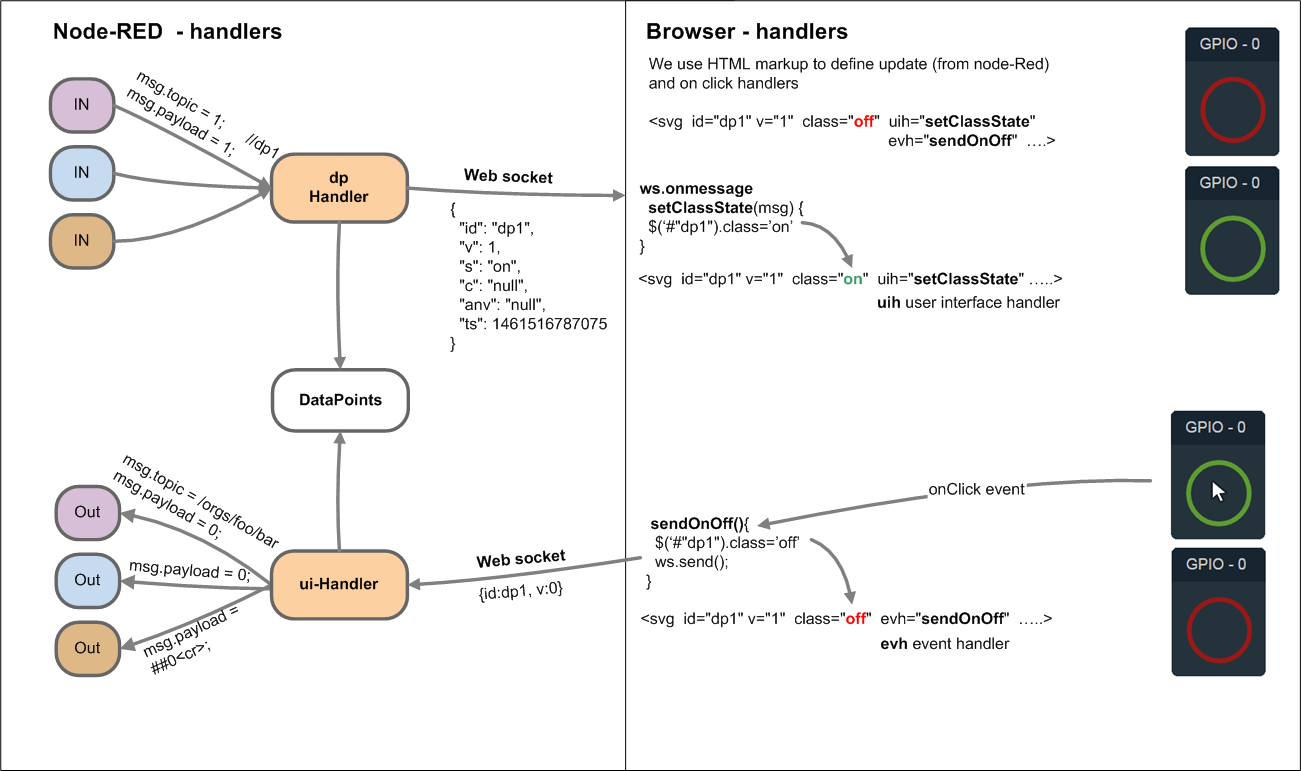 Node-RED - handlers
IN
IN
IN
msg.topic = 1; //dp1
msg.payload = 1;
dp
Handler
Web socket
{
"id": "dp1",
"v": 1,
"s": "on",
"c": "null",
"anv": "null",
"ts": 1461516787075
}
DataPoints
msg.topic = /orgs/foo/bar
msg.payload = 0;
Out
Out
Out
msg.payload = 0;
msg.payload =
##0<cr>;
ui-Handler
Web socket
{id:dp1, v:0}
Browser - handlers
We use HTML markup to define update (from node-Red)
and on click handlers
<svg id="dp1" v="1" class="off" uih="setClassState"
evh="sendOnOff" ....>
ws.onmessage
setClassState(msg) {
$('#"dp1").class='on'
}
<svg id="dp1" v="1" class="on" uih="setClassState" .....>
uih user interface handler
GPIO - 0
GPIO - 0
onClick event
sendOnOff(){
$('#"dp1").class='off'
ws.send();
}
<svg id="dp1" v="1" class="off" evh="sendOnOff" .....>
evh event handler
GPIO - 0
GPIO - 0